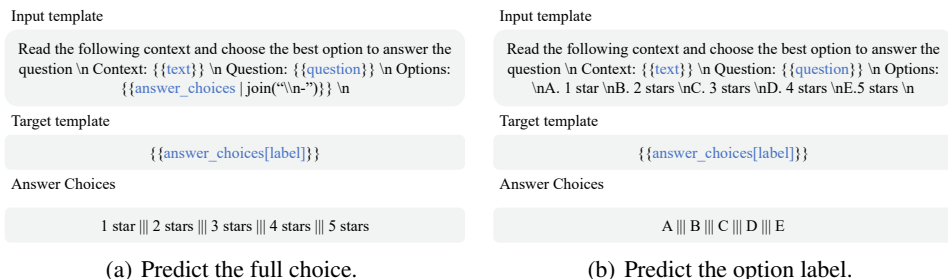 Input template
Read the following context and choose the best option to answer the
question \n Context: {{text}} \n Question: {{question}} \n Options:
{{answer_choices | join(“\\n-”)}} \n
Target template
{{answer_choices[label]}}
Answer Choices
1 star ||| 2 stars ||| 3 stars ||| 4 stars ||| 5 stars
(a) Predict the full choice.
Input template
Read the following context and choose the best option to answer the
question \n Context: {{text}} \n Question: {{question}} \n Options:
\nA. 1 star \nB. 2 stars \nC. 3 stars \nD. 4 stars \nE.5 stars \n
Target template
{{answer_choices[label]}}
Answer Choices
A ||| B ||| C ||| D ||| E
(b) Predict the option label.